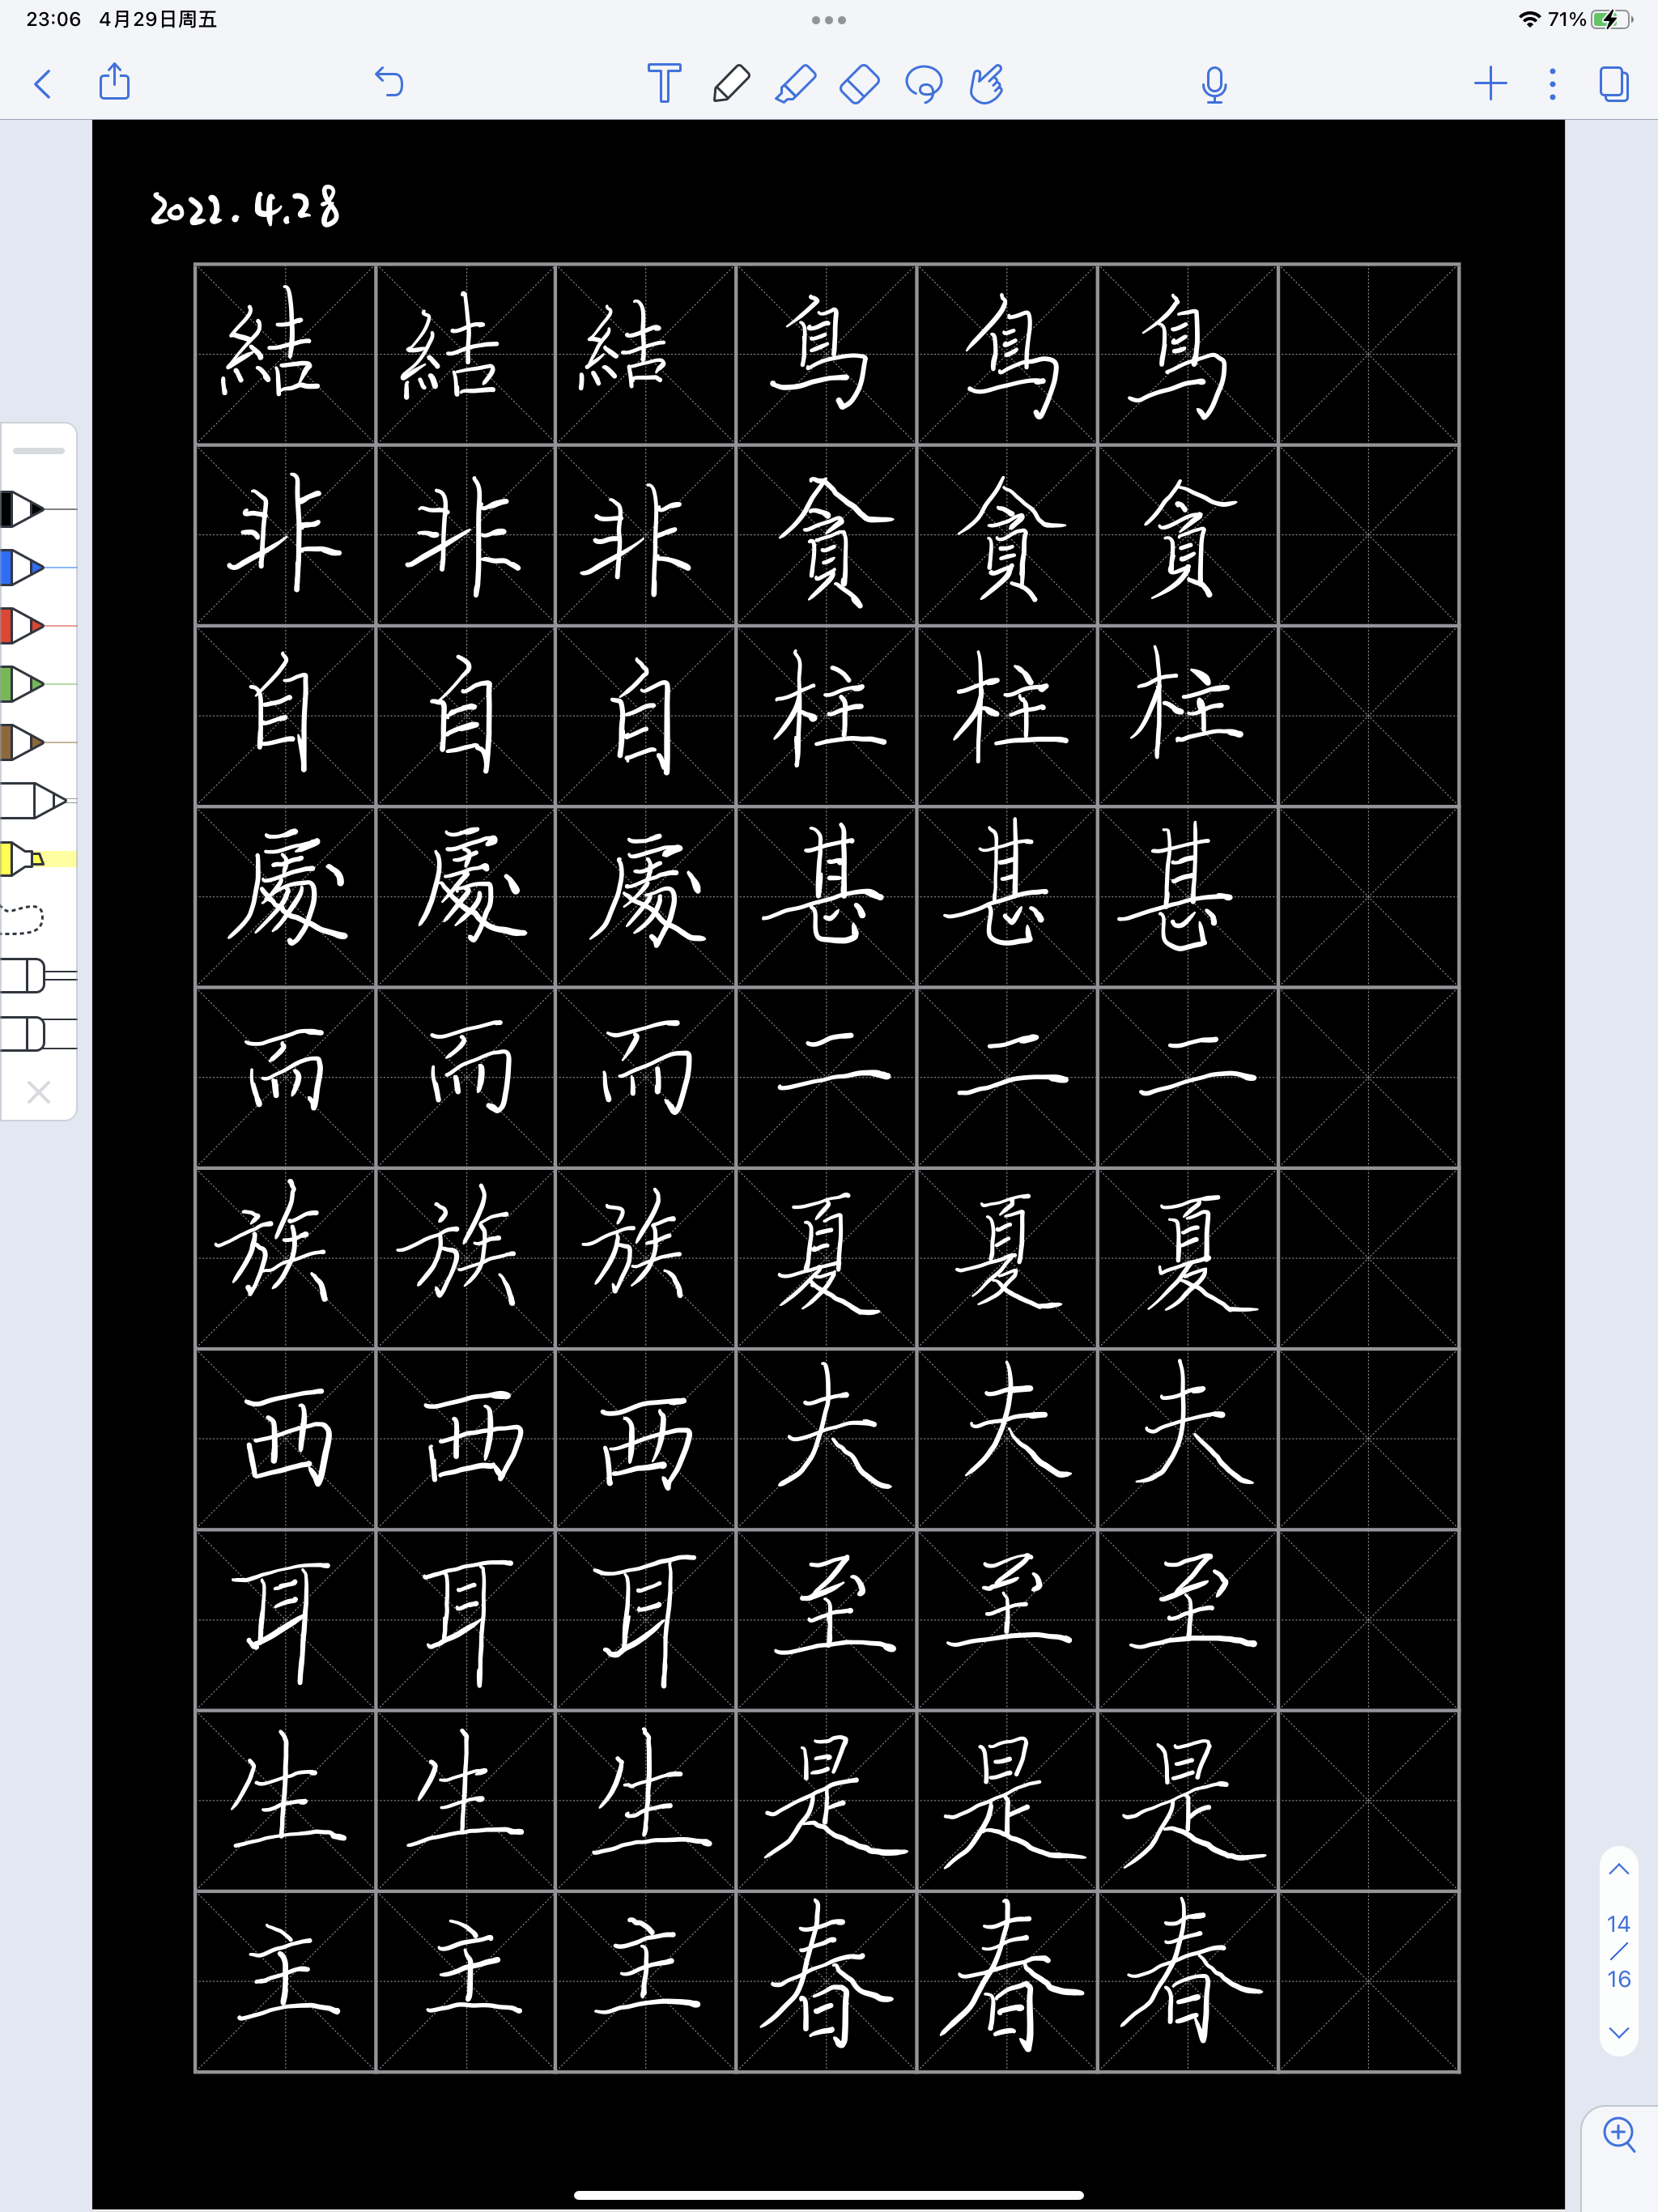 23:06 4月29日周五 71%
2022.4.28
結 結 結 鳥 鳥 鳥
非 非 非 貪 貪 貪
自 自 自 柱 柱 柱
處 處 處 甚 甚 甚
而 而 而 二 二 二
族 族 族 夏 夏 夏
西 西 西 夫 夫 夫
耳 耳 耳 至 至 至
生 生 生 是 是 是
主 主 主 春 春 春
14
/
16